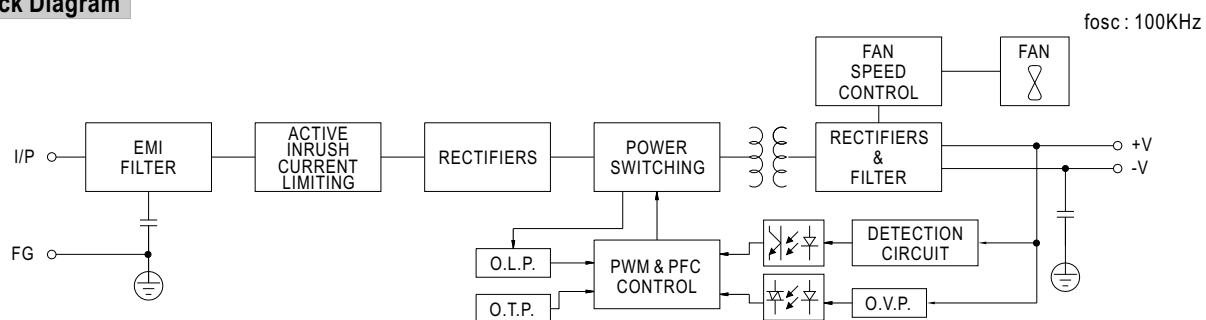 ck Diagram
fosc : 100KHz
FAN
SPEED
CONTROL
FAN
I/P
EMI
FILTER
ACTIVE
INRUSH
CURRENT
LIMITING
RECTIFIERS
POWER
SWITCHING
RECTIFIERS
&
FILTER
+V
-V
FG
O.L.P.
O.T.P.
PWM & PFC
CONTROL
DETECTION
CIRCUIT
O.V.P.